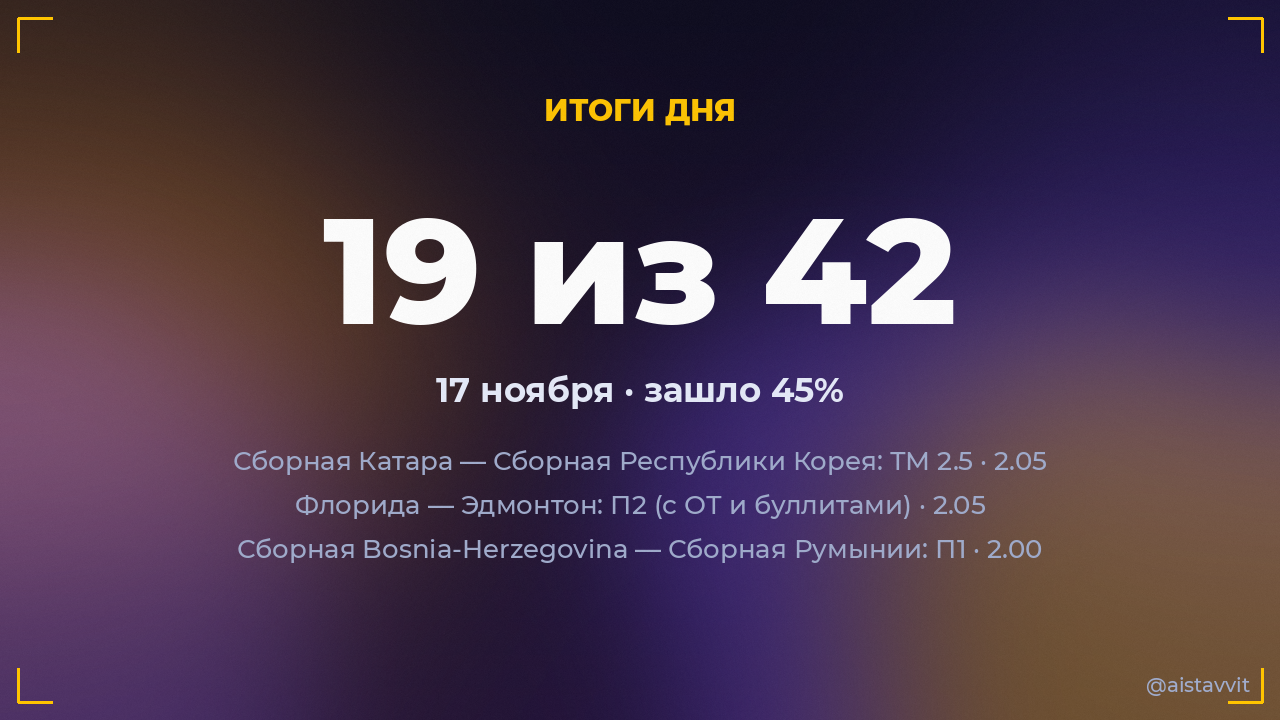 ИТОГИ ДНЯ
19 из 42
17 ноября · зашло 45%
Сборная Катара — Сборная Республики Корея: ТМ 2.5 · 2.05
Флорида — Эдмонтон: П2 (с ОТ и буллитами) · 2.05
Сборная Bosnia-Herzegovina — Сборная Румынии: П1 · 2.00
@aistavvit